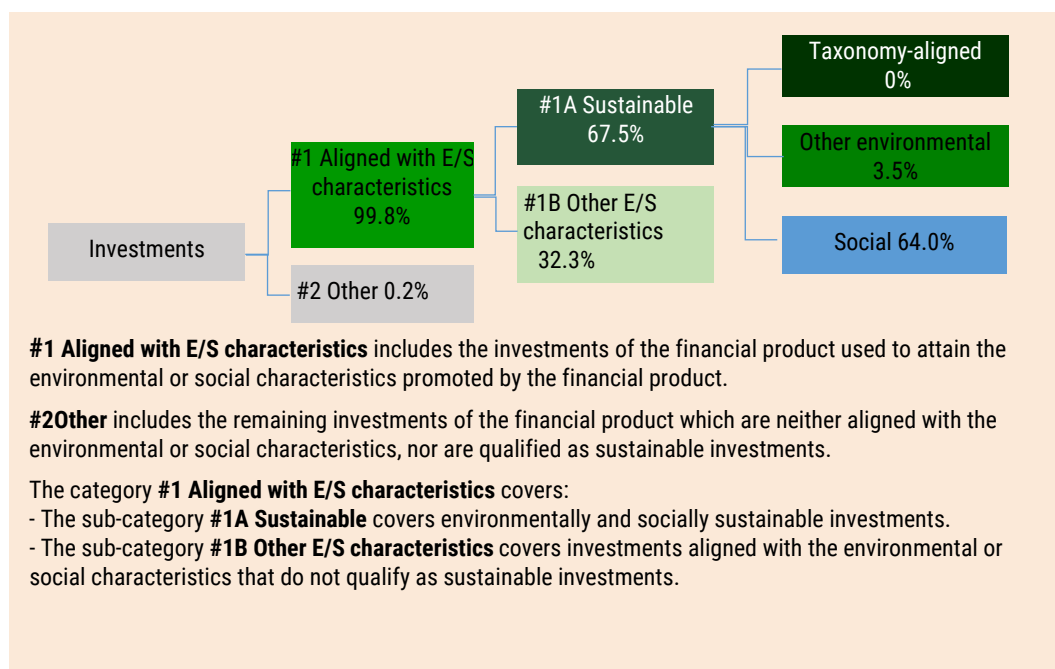 Investments
#1 Aligned with E/S
characteristics
99.8%
#2 Other 0.2%
#1A Sustainable
67.5%
#1B Other E/S
characteristics
32.3%
Taxonomy-aligned
0%
Other environmental
3.5%
Social 64.0%
#1 Aligned with E/S characteristics includes the investments of the financial product used to attain the
environmental or social characteristics promoted by the financial product.
#2Other includes the remaining investments of the financial product which are neither aligned with the
environmental or social characteristics, nor are qualified as sustainable investments.
The category #1 Aligned with E/S characteristics covers:
- The sub-category #1A Sustainable covers environmentally and socially sustainable investments.
- The sub-category #1B Other E/S characteristics covers investments aligned with the environmental or
social characteristics that do not qualify as sustainable investments.